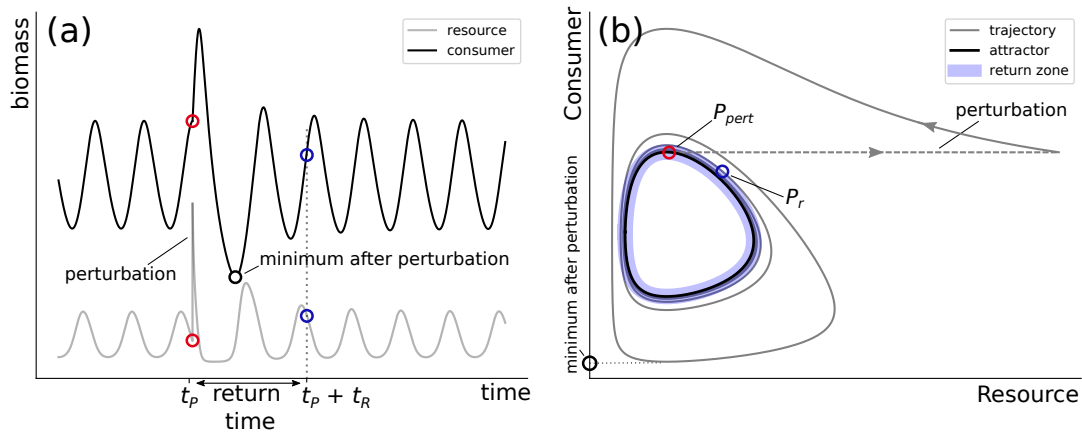 (a)
resource
consumer
biomass
perturbation
minimum after perturbation
t_P
return
time
t_P + t_R
time
(b)
trajectory
attractor
return zone
Consumer
P_pert
perturbation
P_r
minimum after perturbation
Resource